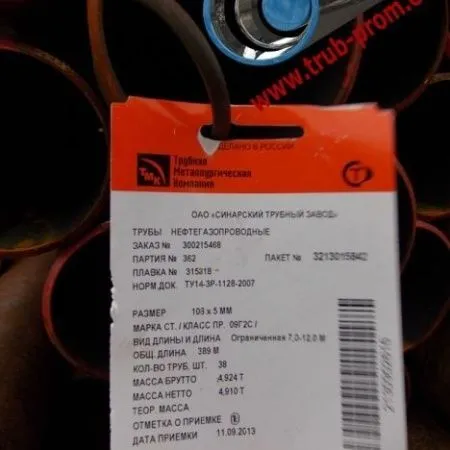 www.trub-prom.c
СДЕЛАНО В РОССИИ
ТМК
Трубная
Металлургическая
Компания
ОАО «СИНАРСКИЙ ТРУБНЫЙ ЗАВОД»
ТРУБЫ НЕФТЕГАЗОПРОВОДНЫЕ
ЗАКАЗ № 300215468
ПАРТИЯ № 362 ПАКЕТ №
ПЛАВКА № 315318 -
НОРМ.ДОК. ТУ14-3Р-1128-2007
РАЗМЕР 108 x 5 ММ
МАРКА СТ. / КЛАСС ПР. 09Г2С /
ВИД ДЛИНЫ И ДЛИНА Ограниченная 7,0-12,0 М
ОБЩ. ДЛИНА 389 М
КОЛ-ВО ТРУБ, ШТ. 38
МАССА БРУТТО 4,924 Т
МАССА НЕТТО 4,910 Т
ТЕОР. МАССА
ОТМЕТКА О ПРИЕМКЕ
ДАТА ПРИЕМКИ 11.09.2013